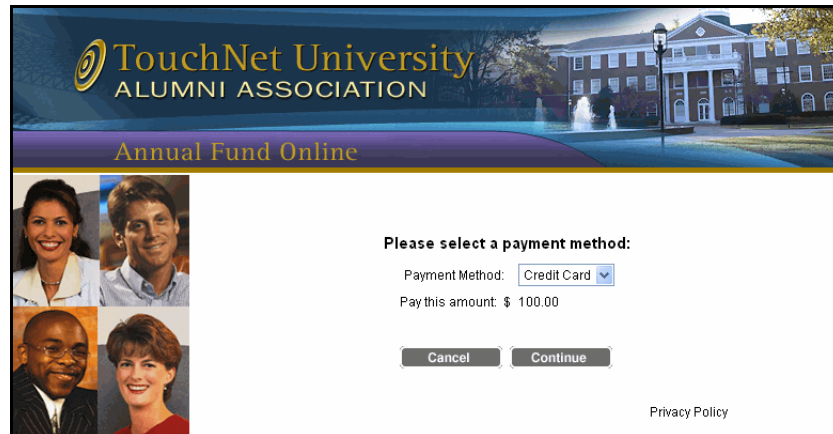 TouchNet University
ALUMNI ASSOCIATION
Annual Fund Online
Please select a payment method:
Payment Method: Credit Card
Pay this amount: $ 100.00
Cancel Continue
Privacy Policy